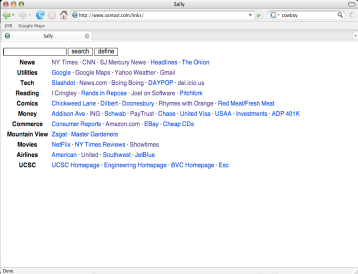 Sally
http://www.vantuyl.com/links/
cowboy
JOB Google Maps
Sally
search define
News NY Times · CNN · SJ Mercury News · Headlines · The Onion
Utilities Google · Google Maps · Yahoo Weather · Gmail
Tech Slashdot · News.com · Boing Boing · DAYPOP · del.icio.us
Reading I Cringely · Rands In Repose · Joel on Software · Pitchfork
Comics Chickweed Lane · Dilbert · Doonesbury · Rhymes with Orange · Red Meat/Fresh Meat
Money Addison Ave · ING · Schwab · PayTrust · Chase · United Visa · USAA · Investments · ADP 401K
Commerce Consumer Reports · Amazon.com · EBay · Cheap CDs
Mountain View Zagat · Master Gardeners
Movies NetFlix · NY Times Reviews · Showtimes
Airlines American · United · Southwest · JetBlue
UCSC UCSC Homepage · Engineering Homepage · BVC Homepage · Esc
Done